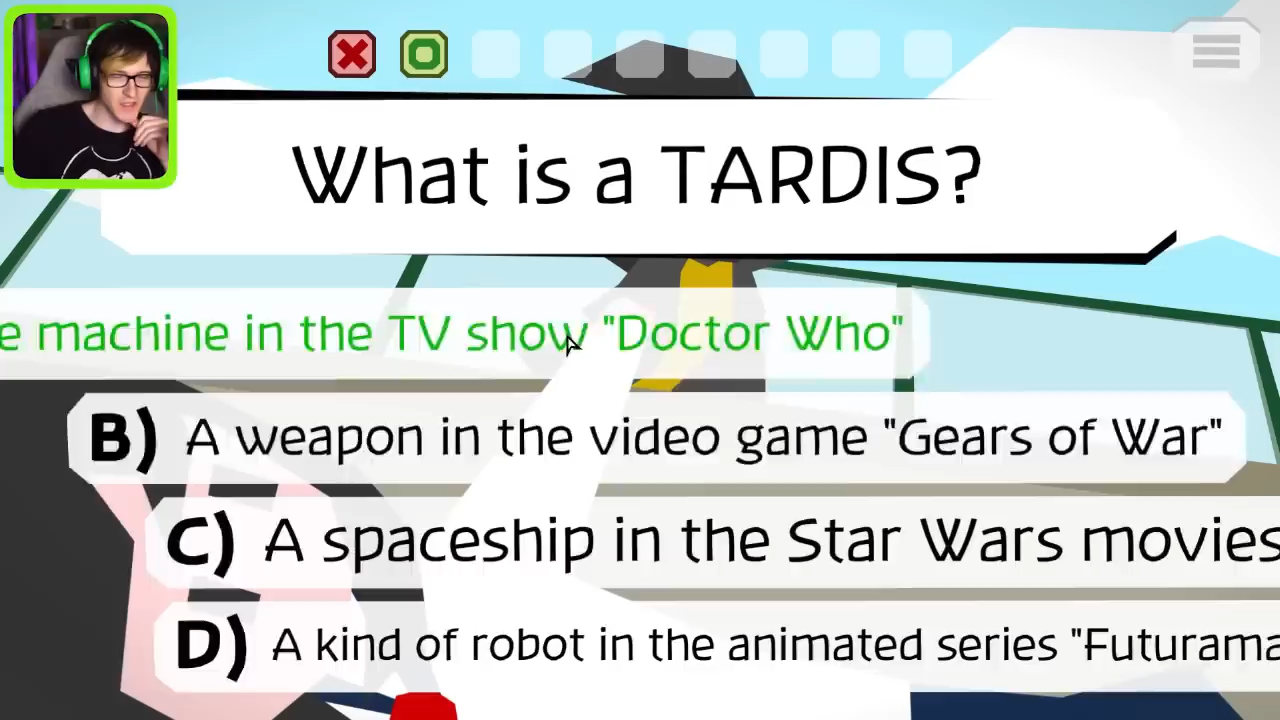 What is a TARDIS?
e machine in the TV show "Doctor Who"
B) A weapon in the video game "Gears of War"
C) A spaceship in the Star Wars movies
D) A kind of robot in the animated series "Futurama